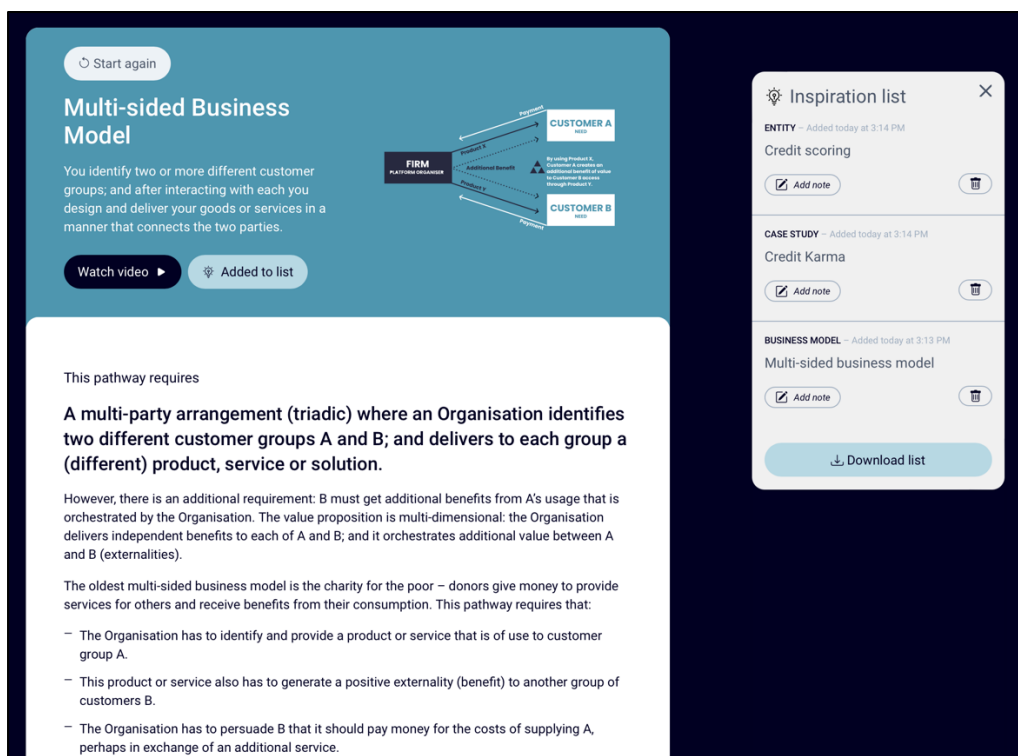 Start again
Multi-sided Business
Model
You identify two or more different customer
groups; and after interacting with each you
design and deliver your goods or services in a
manner that connects the two parties.
Watch video
Added to list
Payment
CUSTOMER A
NEED
Product X
FIRM
PLATFORM ORGANISER
Additional Benefit
By using Product X,
Customer A creates an
additional benefit of value
to Customer B access
through Product Y.
Product Y
CUSTOMER B
NEED
Payment
This pathway requires
A multi-party arrangement (triadic) where an Organisation identifies
two different customer groups A and B; and delivers to each group a
(different) product, service or solution.
However, there is an additional requirement: B must get additional benefits from A’s usage that is
orchestrated by the Organisation. The value proposition is multi-dimensional: the Organisation
delivers independent benefits to each of A and B; and it orchestrates additional value between A
and B (externalities).
The oldest multi-sided business model is the charity for the poor – donors give money to provide
services for others and receive benefits from their consumption. This pathway requires that:
– The Organisation has to identify and provide a product or service that is of use to customer
group A.
– This product or service also has to generate a positive externality (benefit) to another group of
customers B.
– The Organisation has to persuade B that it should pay money for the costs of supplying A,
perhaps in exchange of an additional service.
Inspiration list
ENTITY – Added today at 3:14 PM
Credit scoring
Add note
CASE STUDY – Added today at 3:14 PM
Credit Karma
Add note
BUSINESS MODEL – Added today at 3:13 PM
Multi-sided business model
Add note
Download list